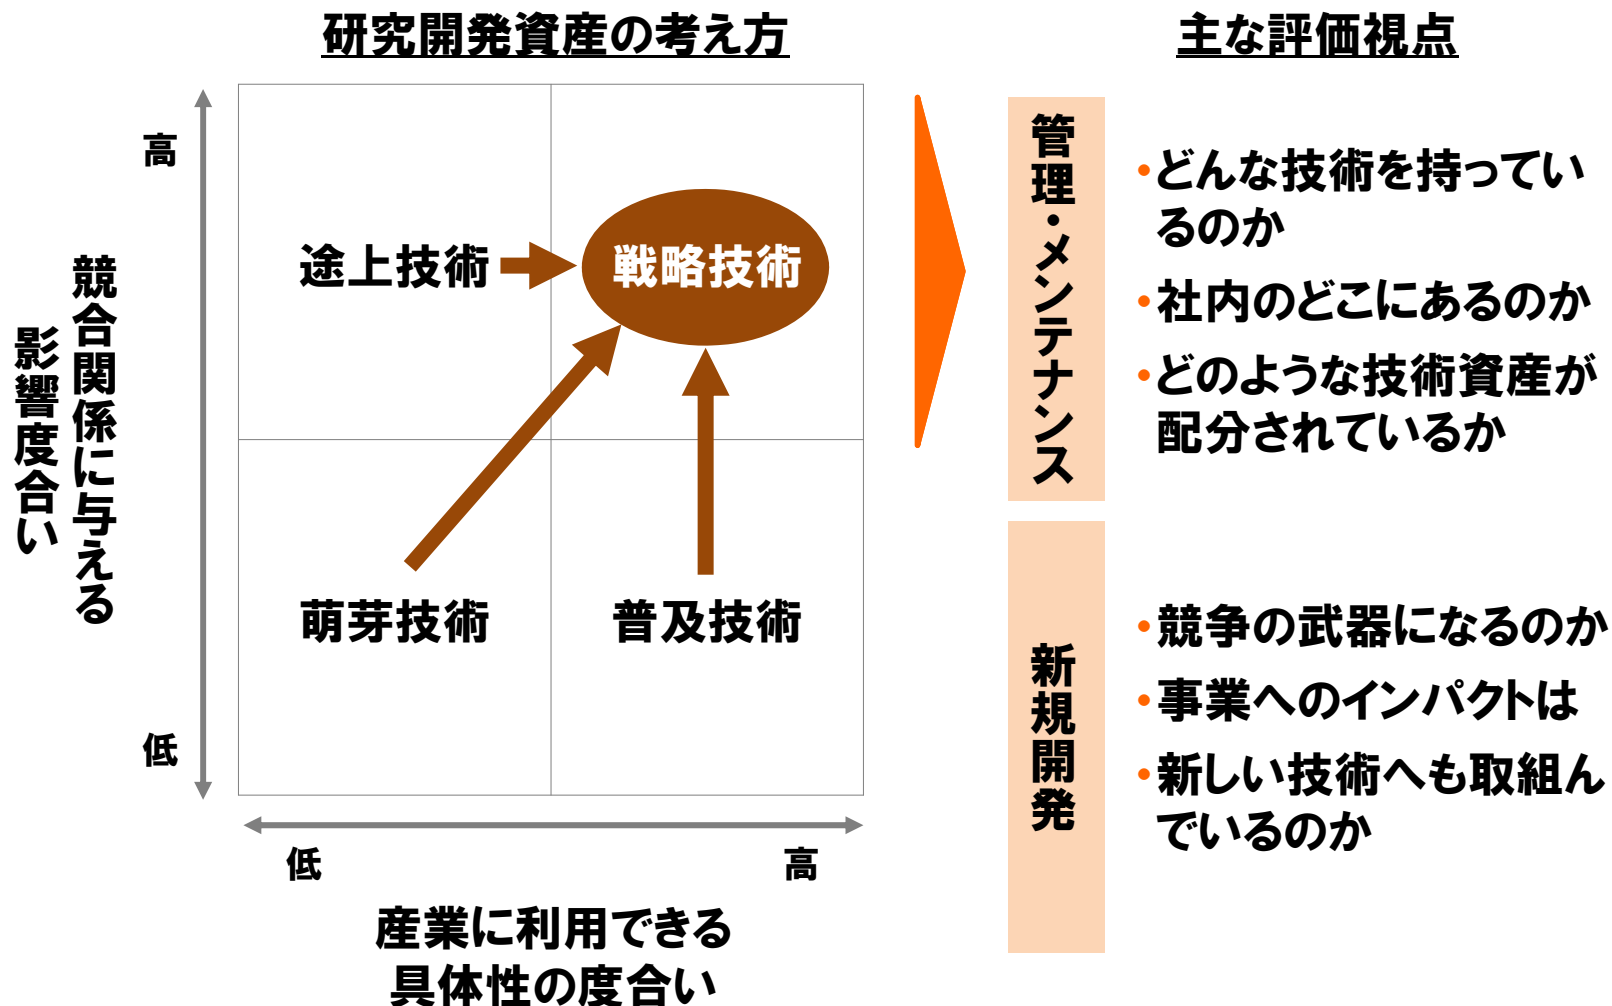 研究開発資産の考え方
主な評価視点
競合関係に与える
影響度合い
高
低
途上技術
戦略技術
萌芽技術
普及技術
低
高
産業に利用できる
具体性の度合い
管理・メンテナンス
•どんな技術を持ってい
るのか
•社内のどこにあるのか
•どのような技術資産が
配分されているか
新規開発
•競争の武器になるのか
•事業へのインパクトは
•新しい技術へも取組ん
でいるのか